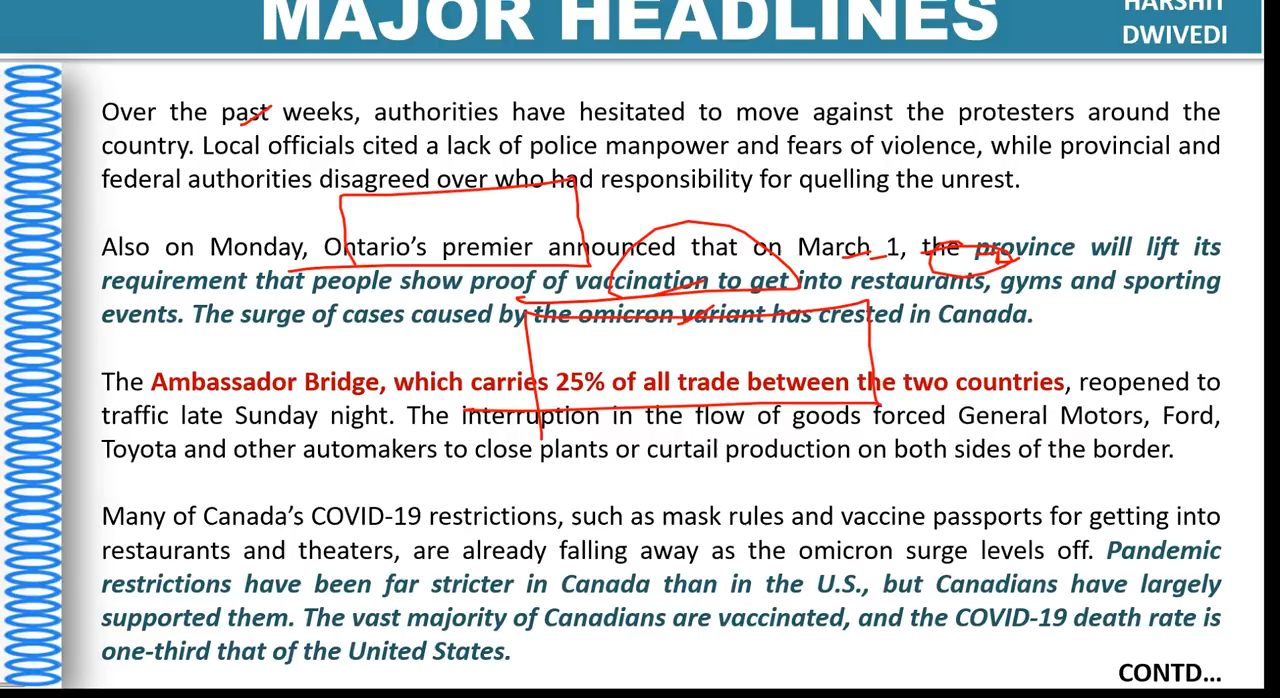 MAJOR HEADLINES
HARSHIT
DWIVEDI
Over the past weeks, authorities have hesitated to move against the protesters around the
country. Local officials cited a lack of police manpower and fears of violence, while provincial and
federal authorities disagreed over who had responsibility for quelling the unrest.
Also on Monday, Ontario’s premier announced that on March 1, the province will lift its
requirement that people show proof of vaccination to get into restaurants, gyms and sporting
events. The surge of cases caused by the omicron variant has crested in Canada.
The Ambassador Bridge, which carries 25% of all trade between the two countries, reopened to
traffic late Sunday night. The interruption in the flow of goods forced General Motors, Ford,
Toyota and other automakers to close plants or curtail production on both sides of the border.
Many of Canada’s COVID-19 restrictions, such as mask rules and vaccine passports for getting into
restaurants and theaters, are already falling away as the omicron surge levels off. Pandemic
restrictions have been far stricter in Canada than in the U.S., but Canadians have largely
supported them. The vast majority of Canadians are vaccinated, and the COVID-19 death rate is
one-third that of the United States.
CONTD...